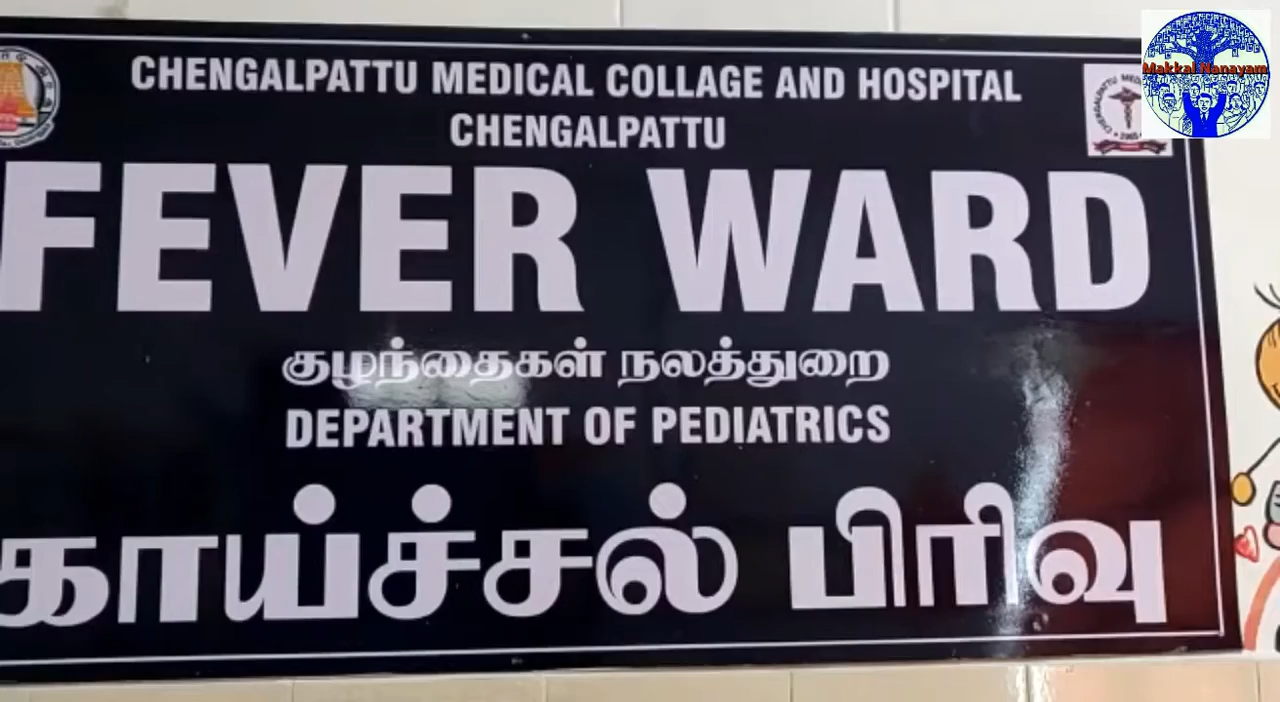 CHENGALPATTU MEDICAL COLLAGE AND HOSPITAL
CHENGALPATTU
FEVER WARD
குழந்தைகள் நலத்துறை
DEPARTMENT OF PEDIATRICS
காய்ச்சல் பிரிவு
Makkal Nanayam